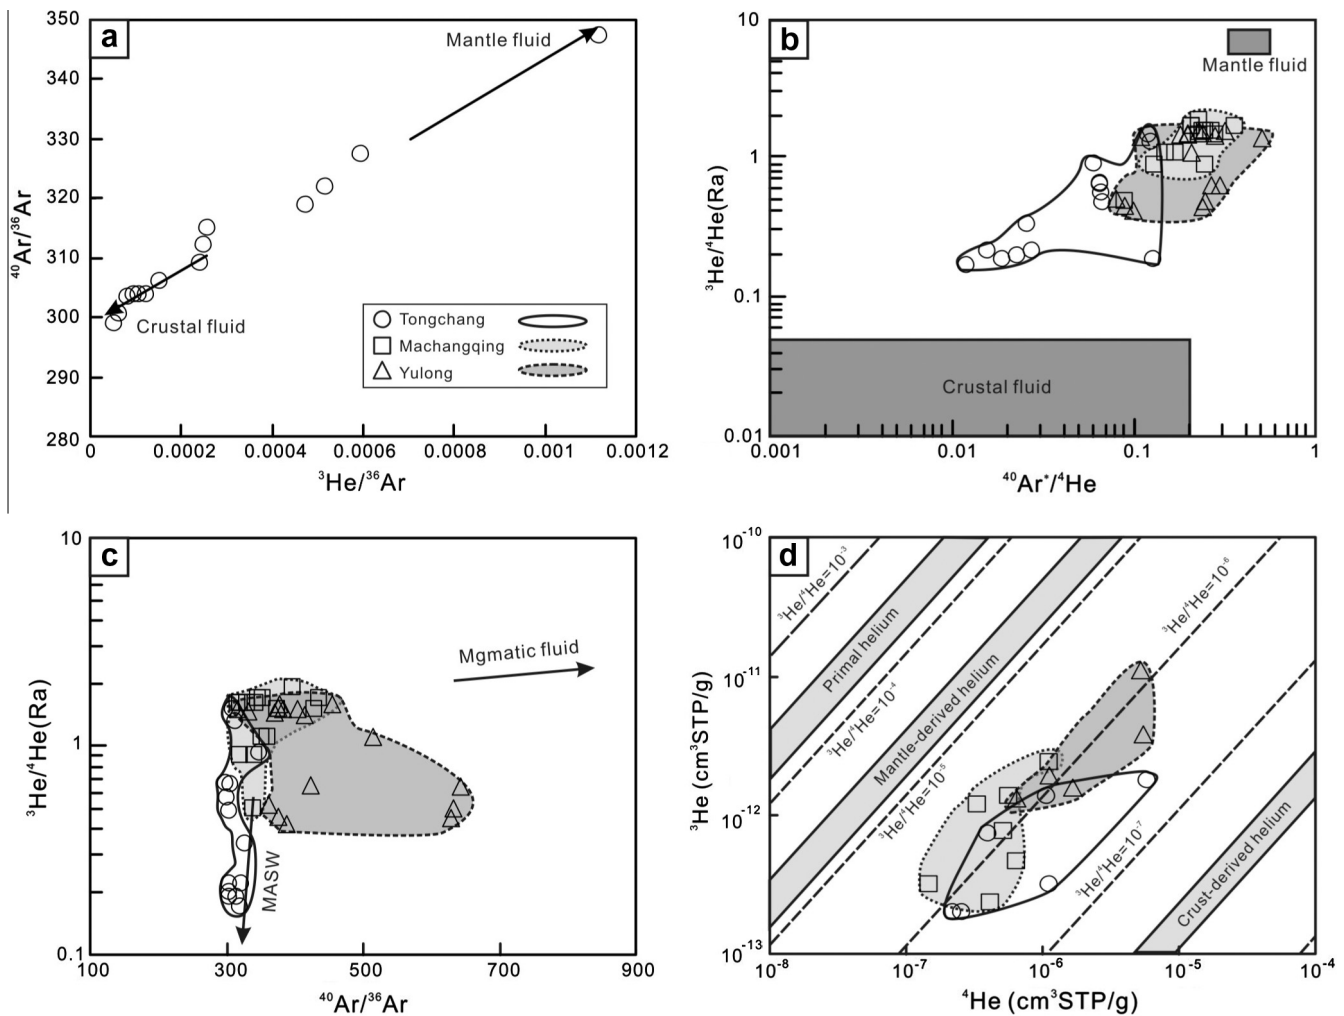 a
350
340
330
320
310
300
290
280
⁴⁰Ar/³⁶Ar
Mantle fluid
Crustal fluid
Tongchang
Machangqing
Yulong
0 0.0002 0.0004 0.0006 0.0008 0.001 0.0012
³He/³⁶Ar
b
10
1
0.1
0.01
³He/⁴He(Ra)
Mantle fluid
Crustal fluid
0.001 0.01 0.1 1
⁴⁰Ar*/⁴He
c
10
1
0.1
³He/⁴He(Ra)
Mgmatic fluid
MASW
100 300 500 700 900
⁴⁰Ar/³⁶Ar
d
10⁻¹⁰
10⁻¹¹
10⁻¹²
10⁻¹³
³He (cm³STP/g)
³He/⁴He=10⁻³
Primal helium
³He/⁴He=10⁻⁴
Mantle-derived helium
³He/⁴He=10⁻⁵
³He/⁴He=10⁻⁶
³He/⁴He=10⁻⁷
Crust-derived helium
10⁻⁸ 10⁻⁷ 10⁻⁶ 10⁻⁵ 10⁻⁴
⁴He (cm³STP/g)